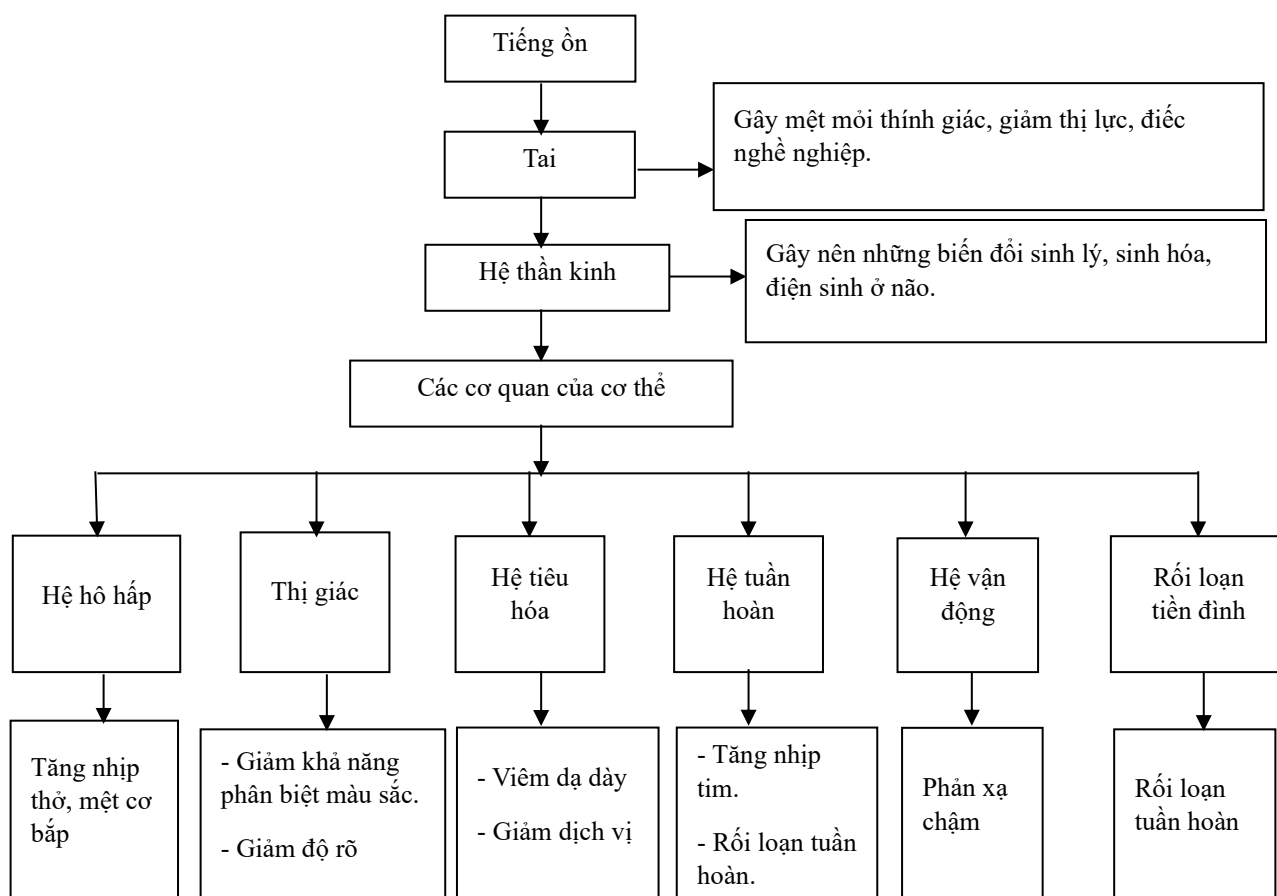 Tiếng ồn
Gây mệt mỏi thính giác, giảm thị lực, điếc
nghề nghiệp.
Tai
Hệ thần kinh
Gây nên những biến đổi sinh lý, sinh hóa,
điện sinh ở não.
Các cơ quan của cơ thể
Hệ hô hấp
Thị giác
Hệ tiêu
hóa
Hệ tuần
hoàn
Hệ vận
động
Rối loạn
tiền đình
Tăng nhịp
thở, mệt cơ
bắp
- Giảm khả năng
phân biệt màu sắc.
- Giảm độ rõ
- Viêm dạ dày
- Giảm dịch vị
- Tăng nhịp
tim.
- Rối loạn tuần
hoàn.
Phản xạ
chậm
Rối loạn
tuần hoàn